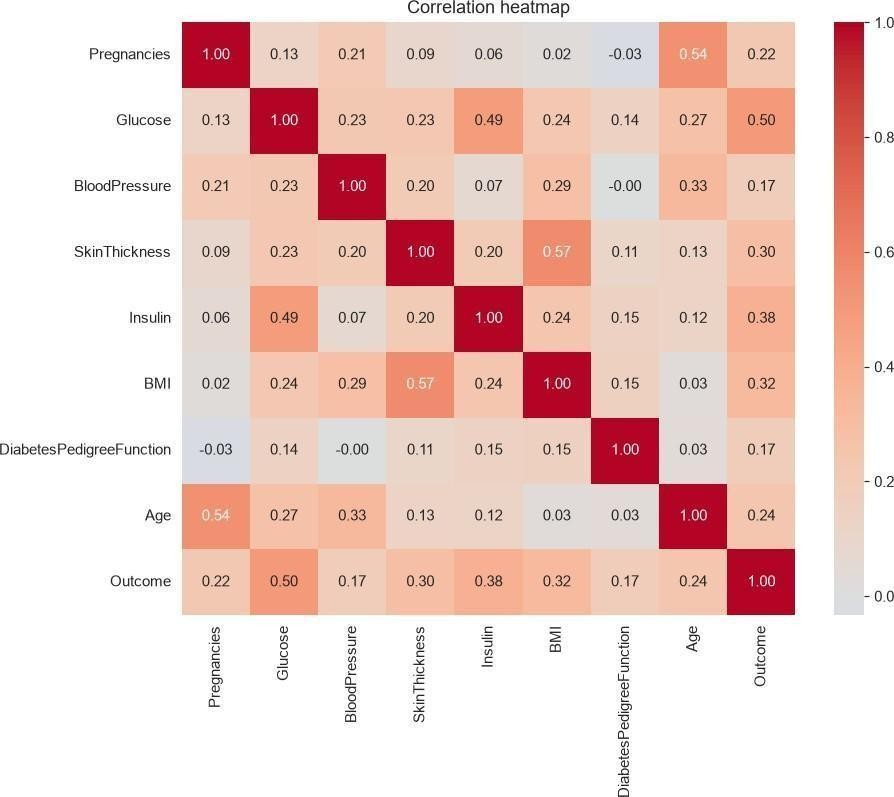 Correlation heatmap
Pregnancies 1.00 0.13 0.21 0.09 0.06 0.02 -0.03 0.54 0.22
Glucose 0.13 1.00 0.23 0.23 0.49 0.24 0.14 0.27 0.50
BloodPressure 0.21 0.23 1.00 0.20 0.07 0.29 -0.00 0.33 0.17
SkinThickness 0.09 0.23 0.20 1.00 0.20 0.57 0.11 0.13 0.30
Insulin 0.06 0.49 0.07 0.20 1.00 0.24 0.15 0.12 0.38
BMI 0.02 0.24 0.29 0.57 0.24 1.00 0.15 0.03 0.32
DiabetesPedigreeFunction -0.03 0.14 -0.00 0.11 0.15 0.15 1.00 0.03 0.17
Age 0.54 0.27 0.33 0.13 0.12 0.03 0.03 1.00 0.24
Outcome 0.22 0.50 0.17 0.30 0.38 0.32 0.17 0.24 1.00
Pregnancies
Glucose
BloodPressure
SkinThickness
Insulin
BMI
DiabetesPedigreeFunction
Age
Outcome
1.0
0.8
0.6
0.4
0.2
0.0